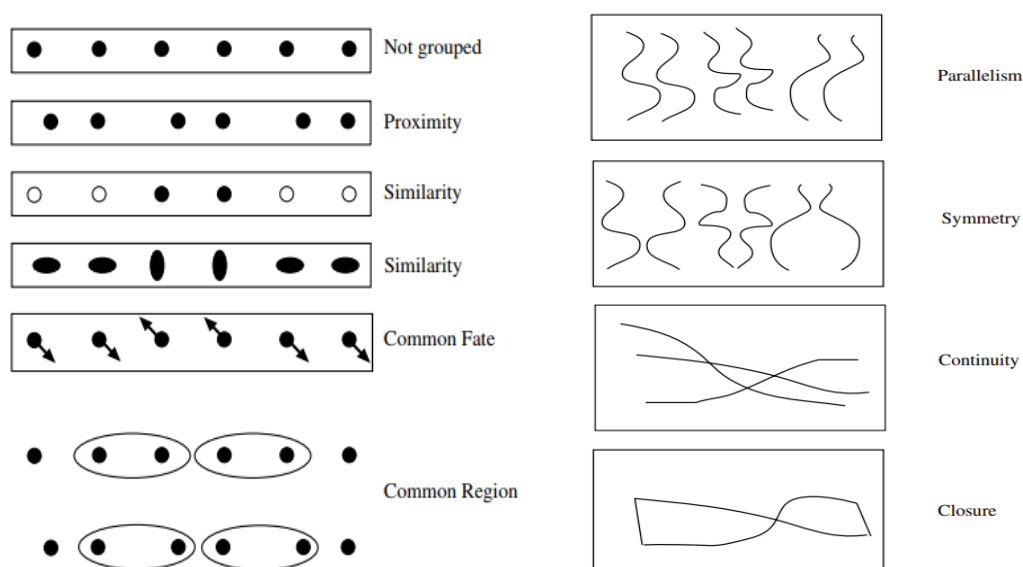 Not grouped
Proximity
Similarity
Similarity
Common Fate
Common Region
Parallelism
Symmetry
Continuity
Closure